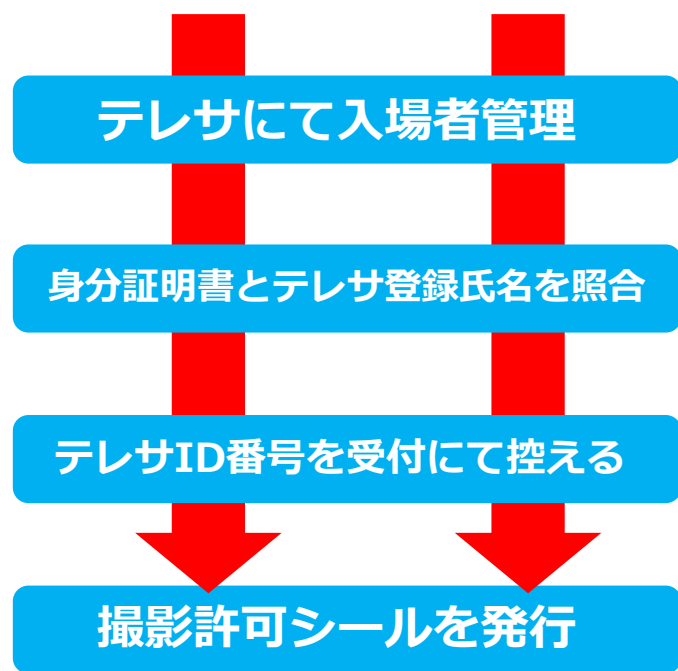 テレサにて入場者管理
身分証明書とテレサ登録氏名を照合
テレサID番号を受付にて控える
撮影許可シールを発行